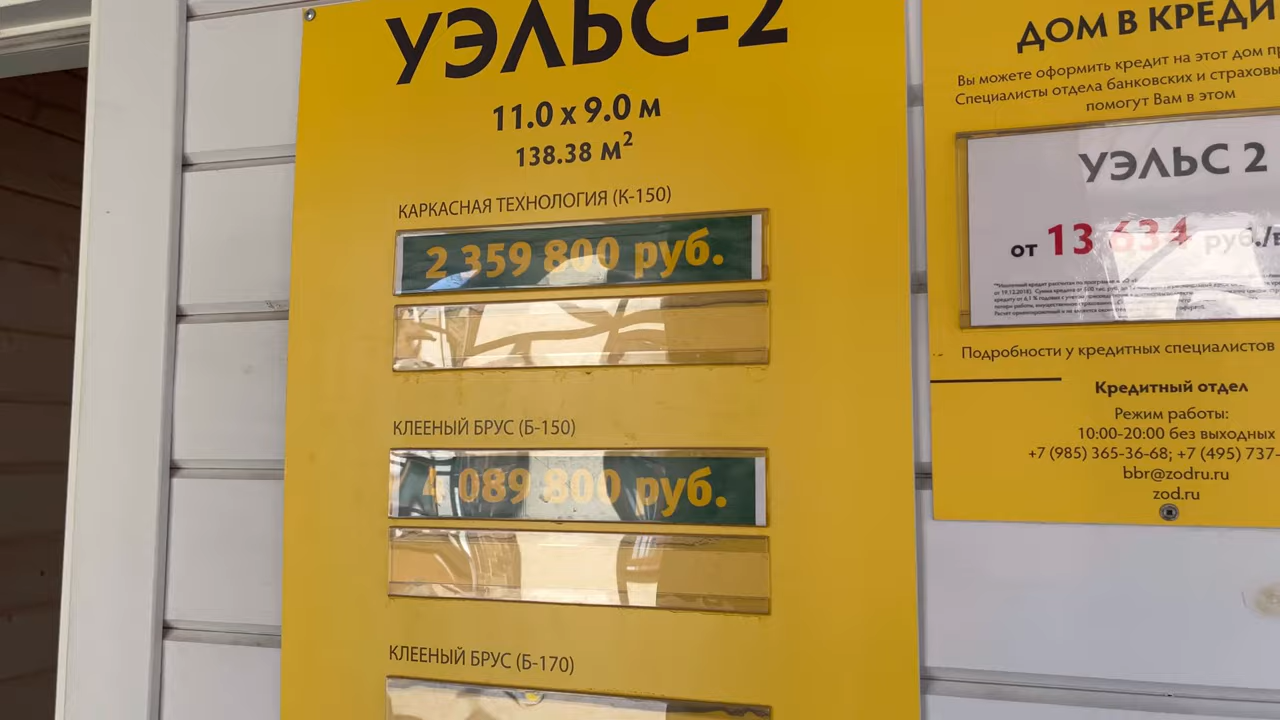 УЭЛЬС-2
11.0 х 9.0 м
138.38 м²
КАРКАСНАЯ ТЕХНОЛОГИЯ (К-150)
2 359 800 руб.
КЛЕЕНЫЙ БРУС (Б-150)
4 089 800 руб.
КЛЕЕНЫЙ БРУС (Б-170)
ДОМ В КРЕДИ
Вы можете оформить кредит на этот дом пр
Специалисты отдела банковских и страховы
помогут Вам в этом
УЭЛЬС 2
от 13 634 руб./в
Подробности у кредитных специалистов
Кредитный отдел
Режим работы:
10:00-20:00 без выходных
+7 (985) 365-36-68; +7 (495) 737-
bbr@zodru.ru
zod.ru